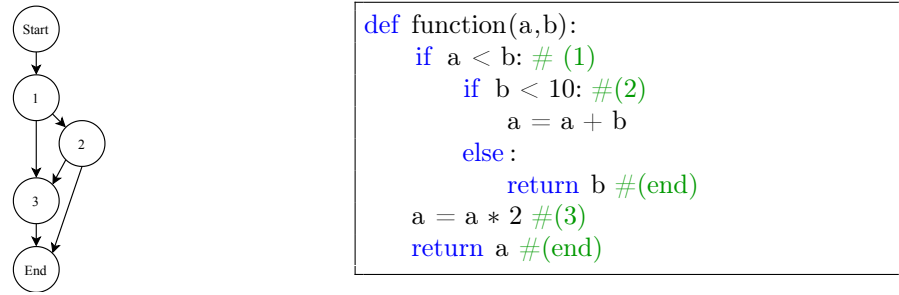 Start
1
2
3
End
def function(a,b):
    if a < b: # (1)
        if b < 10: #(2)
            a = a + b
        else:
            return b #(end)
    a = a * 2 #(3)
    return a #(end)